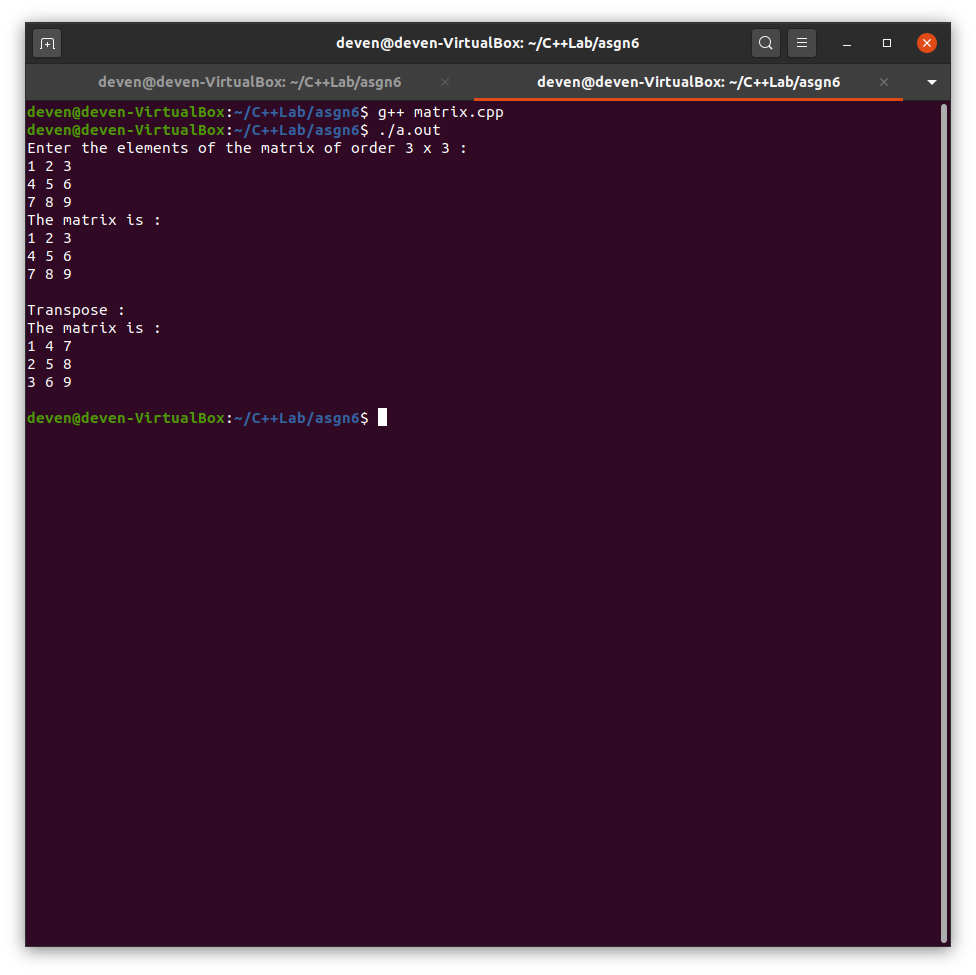 deven@deven-VirtualBox: ~/C++Lab/asgn6
deven@deven-VirtualBox: ~/C++Lab/asgn6
deven@deven-VirtualBox: ~/C++Lab/asgn6
deven@deven-VirtualBox:~/C++Lab/asgn6$ g++ matrix.cpp
deven@deven-VirtualBox:~/C++Lab/asgn6$ ./a.out
Enter the elements of the matrix of order 3 x 3 :
1 2 3
4 5 6
7 8 9
The matrix is :
1 2 3
4 5 6
7 8 9
Transpose :
The matrix is :
1 4 7
2 5 8
3 6 9
deven@deven-VirtualBox:~/C++Lab/asgn6$